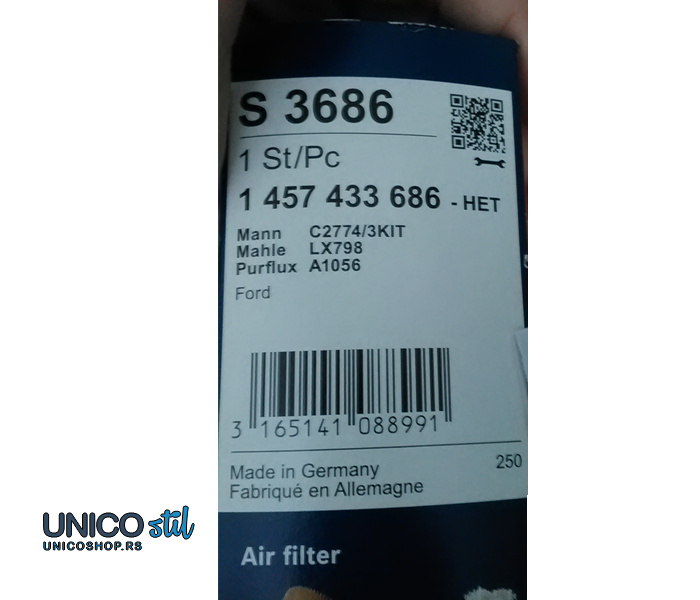 S 3686
1 St/Pc
1 457 433 686 - HET
Mann C2774/3KIT
Mahle LX798
Purflux A1056
Ford
3 165141 088991
Made in Germany 250
Fabriqué en Allemagne
UNICO stil
UNICOSHOP.RS
Air filter